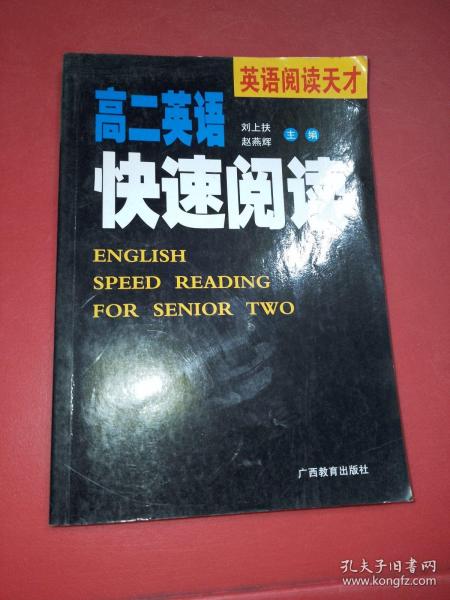 英语阅读天才
高二英语
刘上扶
赵燕辉
主编
快速阅读
ENGLISH
SPEED READING
FOR SENIOR TWO
广西教育出版社
孔夫子旧书网
www.kongfz.com